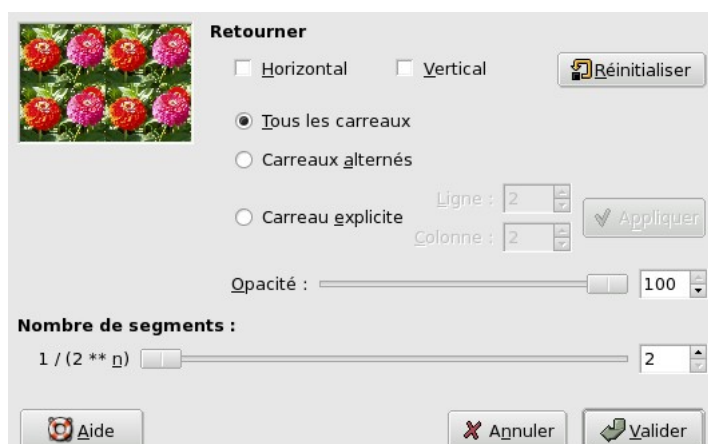 Retourner
Horizontal Vertical Réinitialiser
Tous les carreaux
Carreaux alternés
Ligne : 2
Carreau explicite Appliquer
Colonne : 2
Opacité : 100
Nombre de segments :
1 / (2 ** n) 2
Aide Annuler Valider